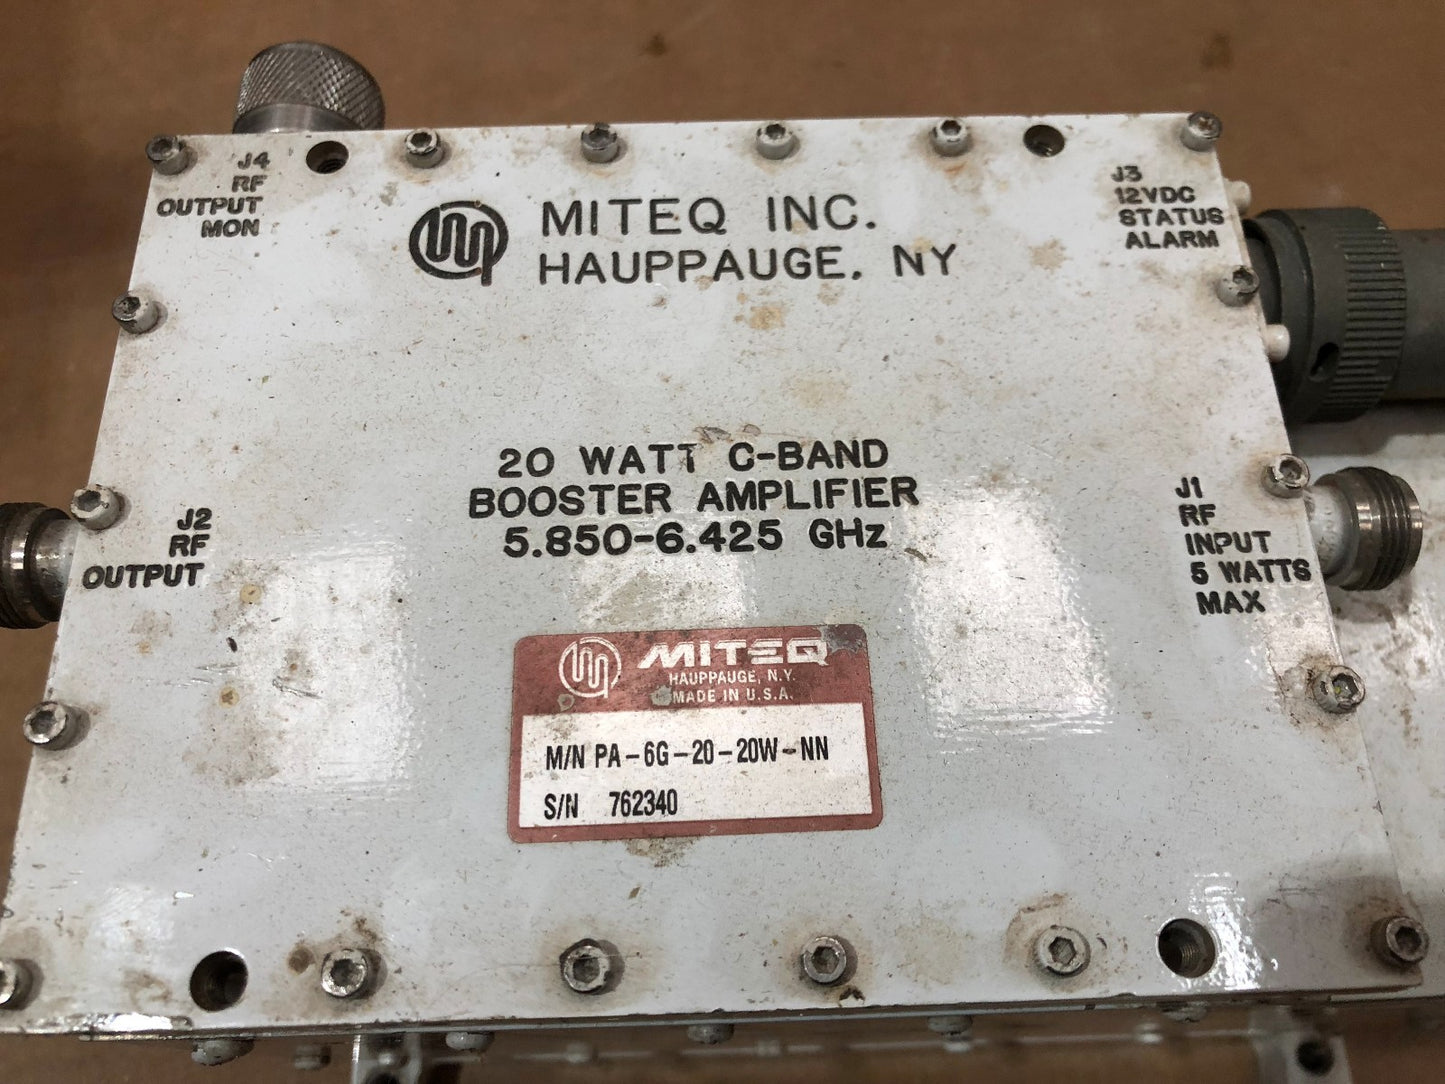 J4
RF
OUTPUT
MON
MITEQ INC.
HAUPPAUGE, NY
J3
12VDC
STATUS
ALARM
20 WATT C-BAND
BOOSTER AMPLIFIER
5.850-6.425 GHz
J2
RF
OUTPUT
J1
RF
INPUT
5 WATTS
MAX
MITEQ
HAUPPAUGE, N.Y.
MADE IN U.S.A.
M/N PA-6G-20-20W-NN
S/N 762340